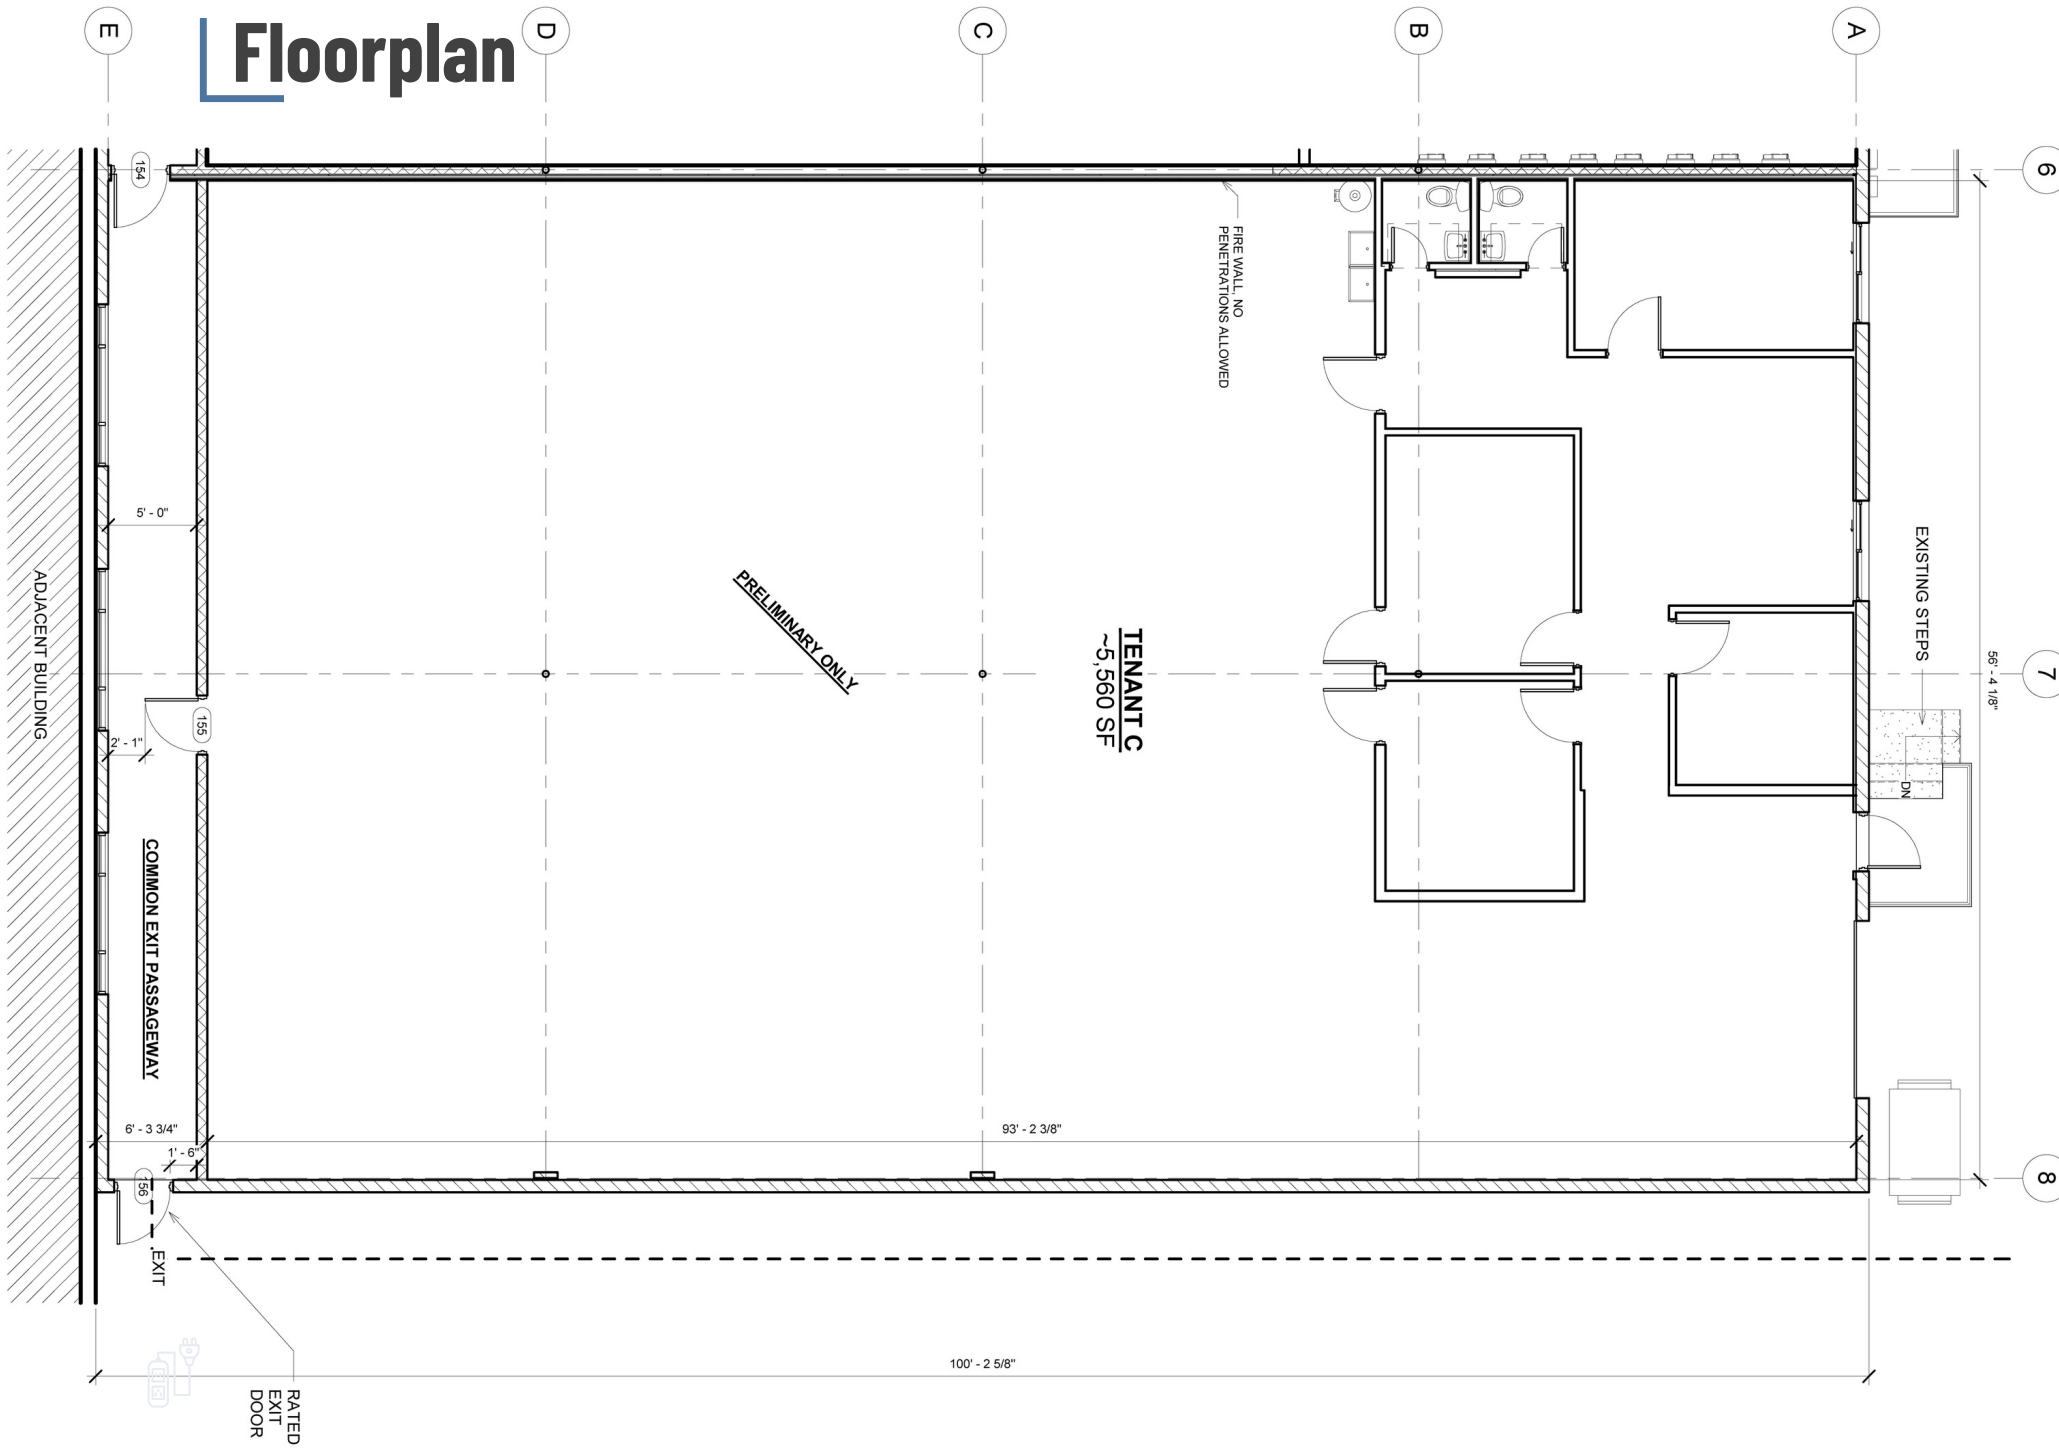 Floorplan
E
D
C
B
A
6
7
8
154
155
156
FIRE WALL, NO
PENETRATIONS ALLOWED
5' - 0"
2' - 1"
ADJACENT BUILDING
PRELIMINARY ONLY
TENANT C
~5,560 SF
EXISTING STEPS
DN
56' - 4 1/8"
COMMON EXIT PASSAGEWAY
6' - 3 3/4"
1' - 6"
93' - 2 3/8"
EXIT
100' - 2 5/8"
RATED
EXIT
DOOR